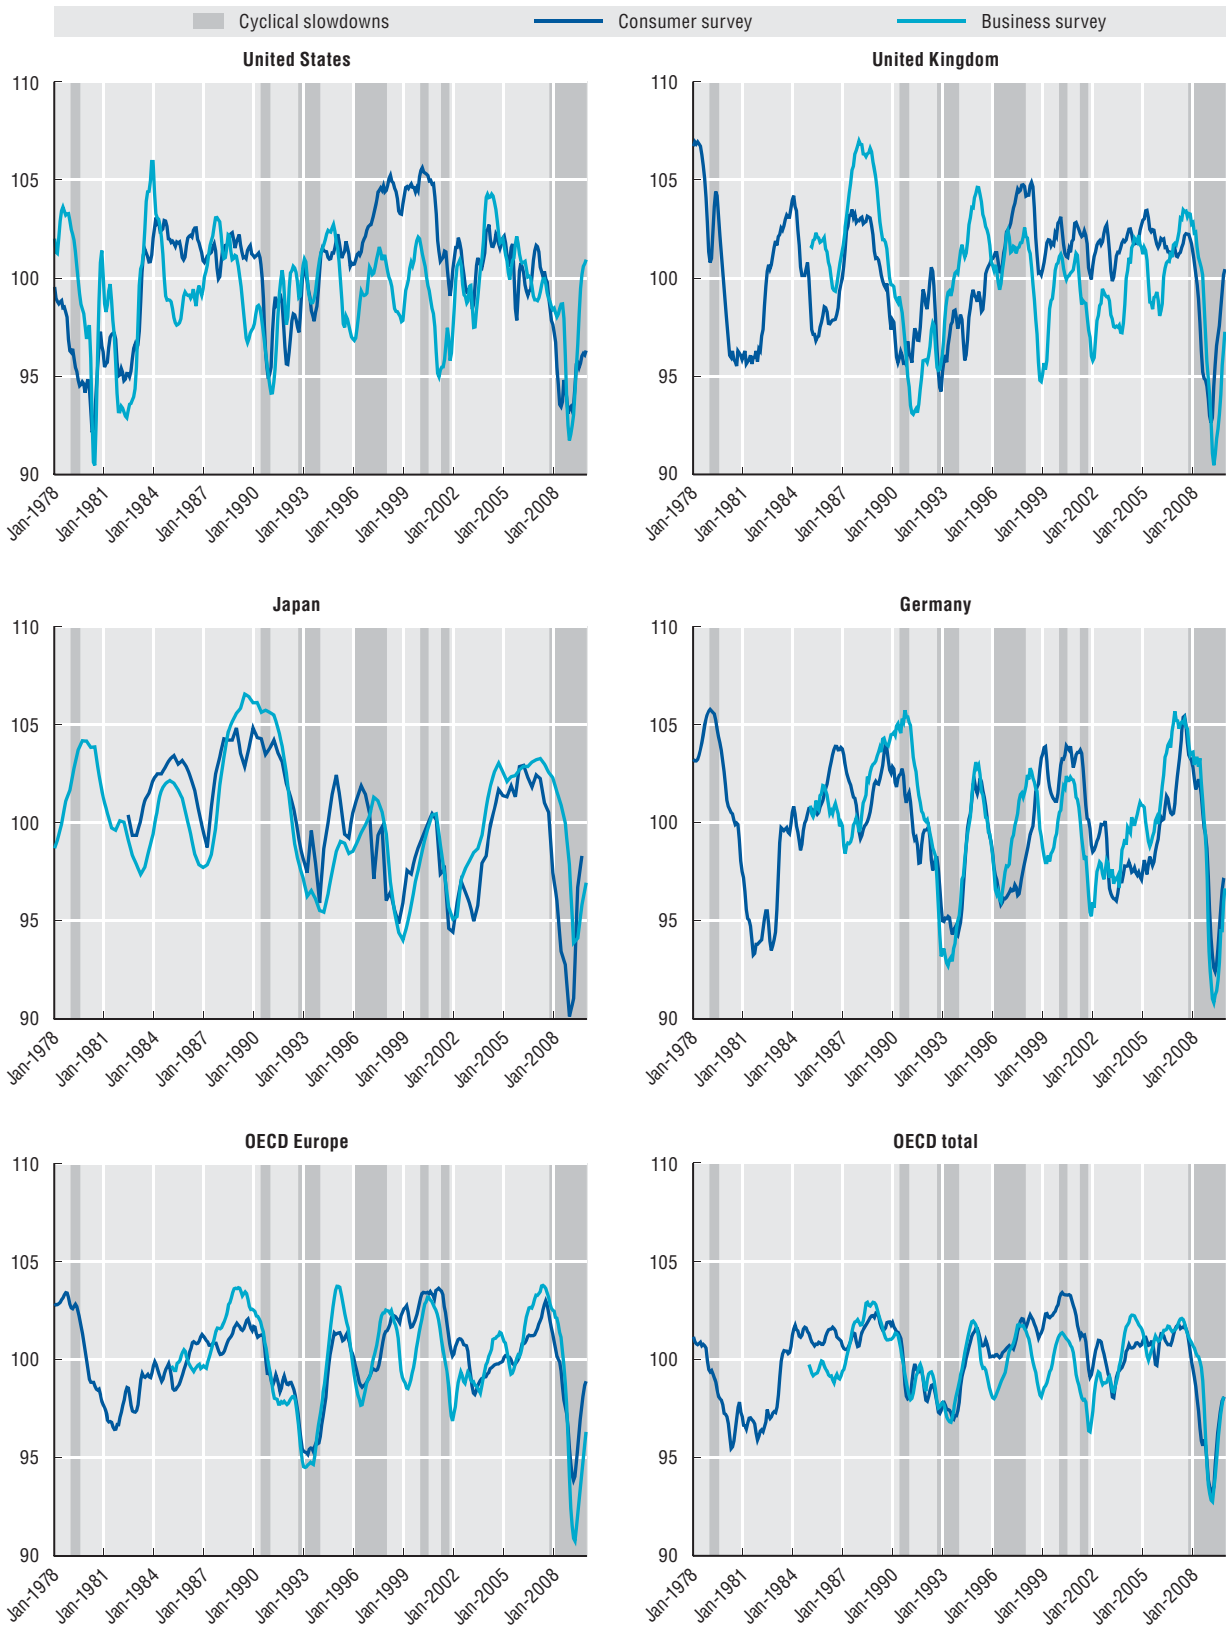 Cyclical slowdowns Consumer survey Business survey
United States United Kingdom
110 110
105 105
100 100
95 95
90 90
Jan-1978 Jan-1981 Jan-1984 Jan-1987 Jan-1990 Jan-1993 Jan-1996 Jan-1999 Jan-2002 Jan-2005 Jan-2008 Jan-1978 Jan-1981 Jan-1984 Jan-1987 Jan-1990 Jan-1993 Jan-1996 Jan-1999 Jan-2002 Jan-2005 Jan-2008
Japan Germany
110 110
105 105
100 100
95 95
90 90
Jan-1978 Jan-1981 Jan-1984 Jan-1987 Jan-1990 Jan-1993 Jan-1996 Jan-1999 Jan-2002 Jan-2005 Jan-2008 Jan-1978 Jan-1981 Jan-1984 Jan-1987 Jan-1990 Jan-1993 Jan-1996 Jan-1999 Jan-2002 Jan-2005 Jan-2008
OECD Europe OECD total
110 110
105 105
100 100
95 95
90 90
Jan-1978 Jan-1981 Jan-1984 Jan-1987 Jan-1990 Jan-1993 Jan-1996 Jan-1999 Jan-2002 Jan-2005 Jan-2008 Jan-1978 Jan-1981 Jan-1984 Jan-1987 Jan-1990 Jan-1993 Jan-1996 Jan-1999 Jan-2002 Jan-2005 Jan-2008